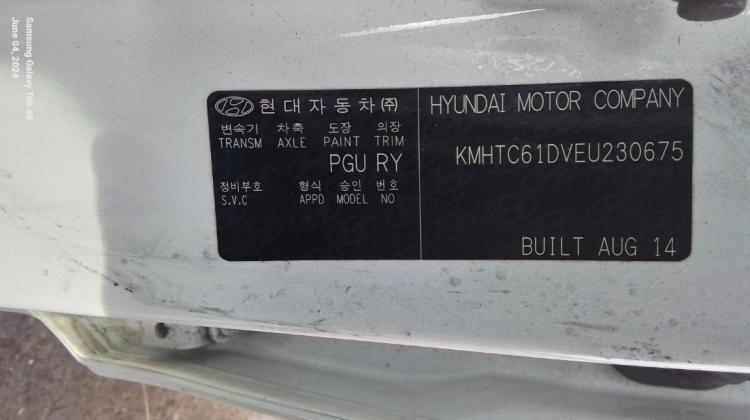 현대자동차㈜
변속기 차축 도장 의장
TRANSM AXLE PAINT TRIM
PGU RY
정비부호 형식 승인 번호
S.V.C APPD MODEL NO
HYUNDAI MOTOR COMPANY
KMHTC61DVEU230675
BUILT AUG 14
Samsung Galaxy Tab A8
June 04, 2024